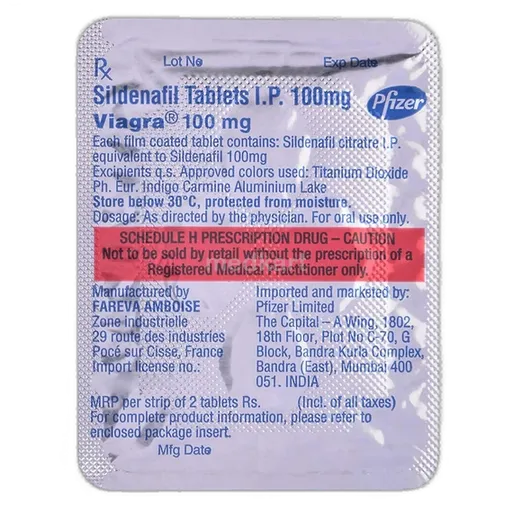 Rx Lot No Exp Date
Sildenafil Tablets I.P. 100mg Pfizer
Viagra® 100 mg
Each film coated tablet contains: Sildenafil citratre I.P.
equivalent to Sildenafil 100mg
Excipients q.s. Approved colors used: Titanium Dioxide
Ph. Eur. Indigo Carmine Aluminium Lake
Store below 30°C, protected from moisture.
Dosage: As directed by the physician. For oral use only.
SCHEDULE H PRESCRIPTION DRUG – CAUTION
Not to be sold by retail without the prescription of a
Registered Medical Practitioner only.
Manufactured by
FAREVA AMBOISE
Zone industrielle
29 route des industries
Pocé sur Cisse, France
Import license no.:
Imported and marketed by:
Pfizer Limited
The Capital – A Wing, 1802,
18th Floor, Plot No C-70, G
Block, Bandra Kurla Complex,
Bandra (East), Mumbai 400
051. INDIA
MRP per strip of 2 tablets Rs. (Incl. of all taxes)
For complete product information, please refer to
enclosed package insert.
Mfg Date